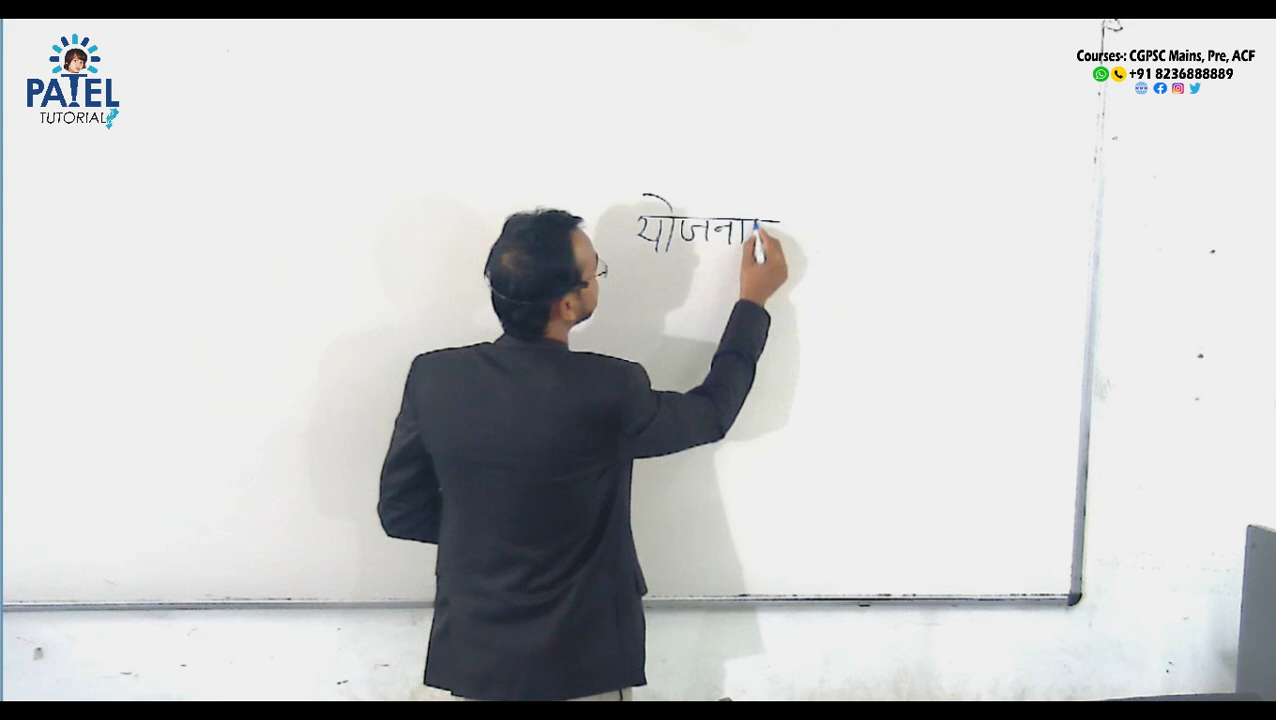 PATEL
TUTORIAL
Courses-: CGPSC Mains, Pre, ACF
+91 8236888889
योजना